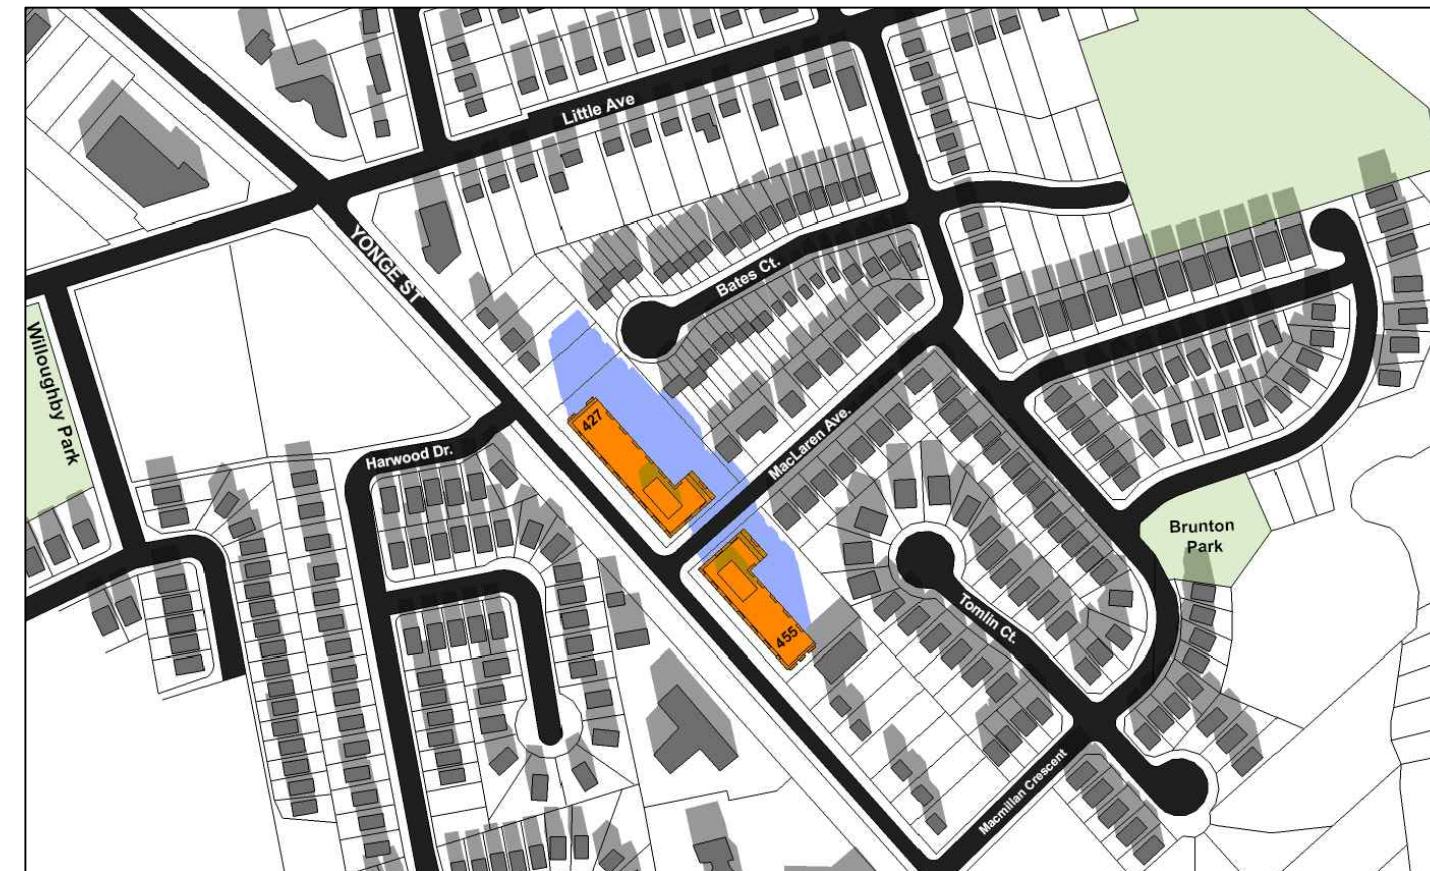 Little Ave
YONGE ST
Bates Ct.
Willoughby Park
427
MacLaren Ave.
Harwood Dr.
Brunton
Park
455
Tomlin Ct.
Macmillan Crescent